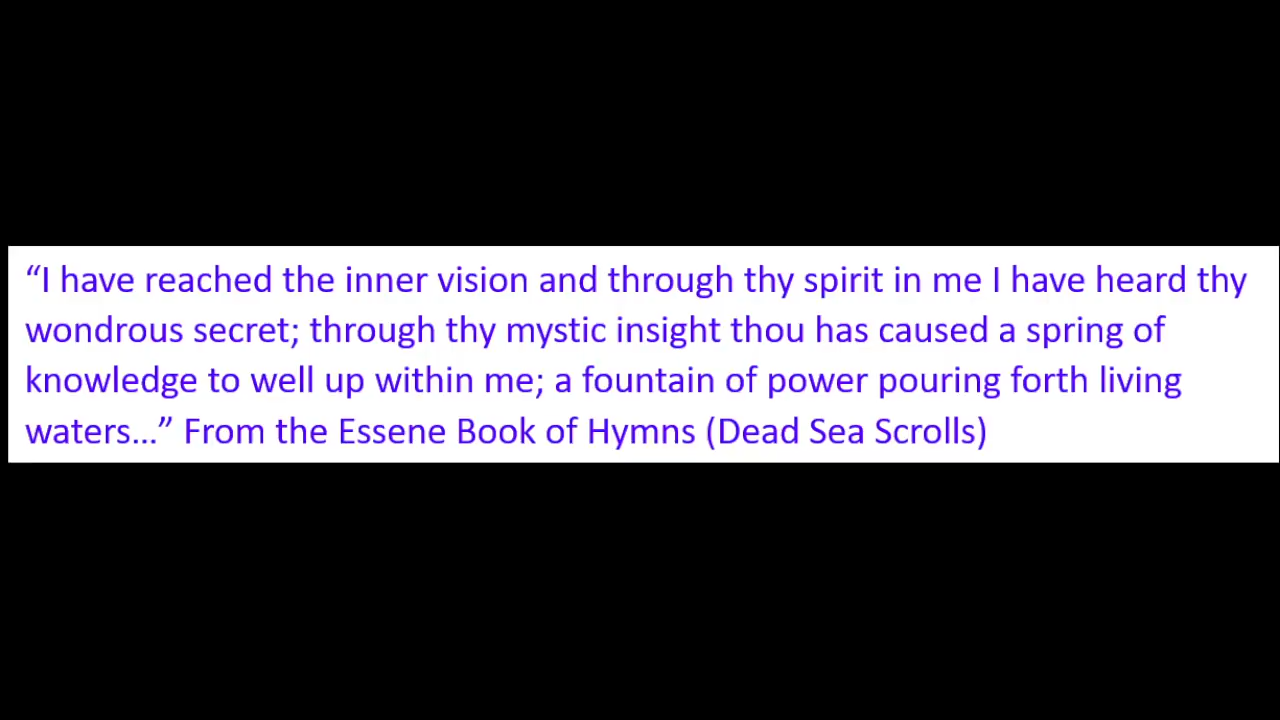 “I have reached the inner vision and through thy spirit in me I have heard thy
wondrous secret; through thy mystic insight thou has caused a spring of
knowledge to well up within me; a fountain of power pouring forth living
waters…” From the Essene Book of Hymns (Dead Sea Scrolls)